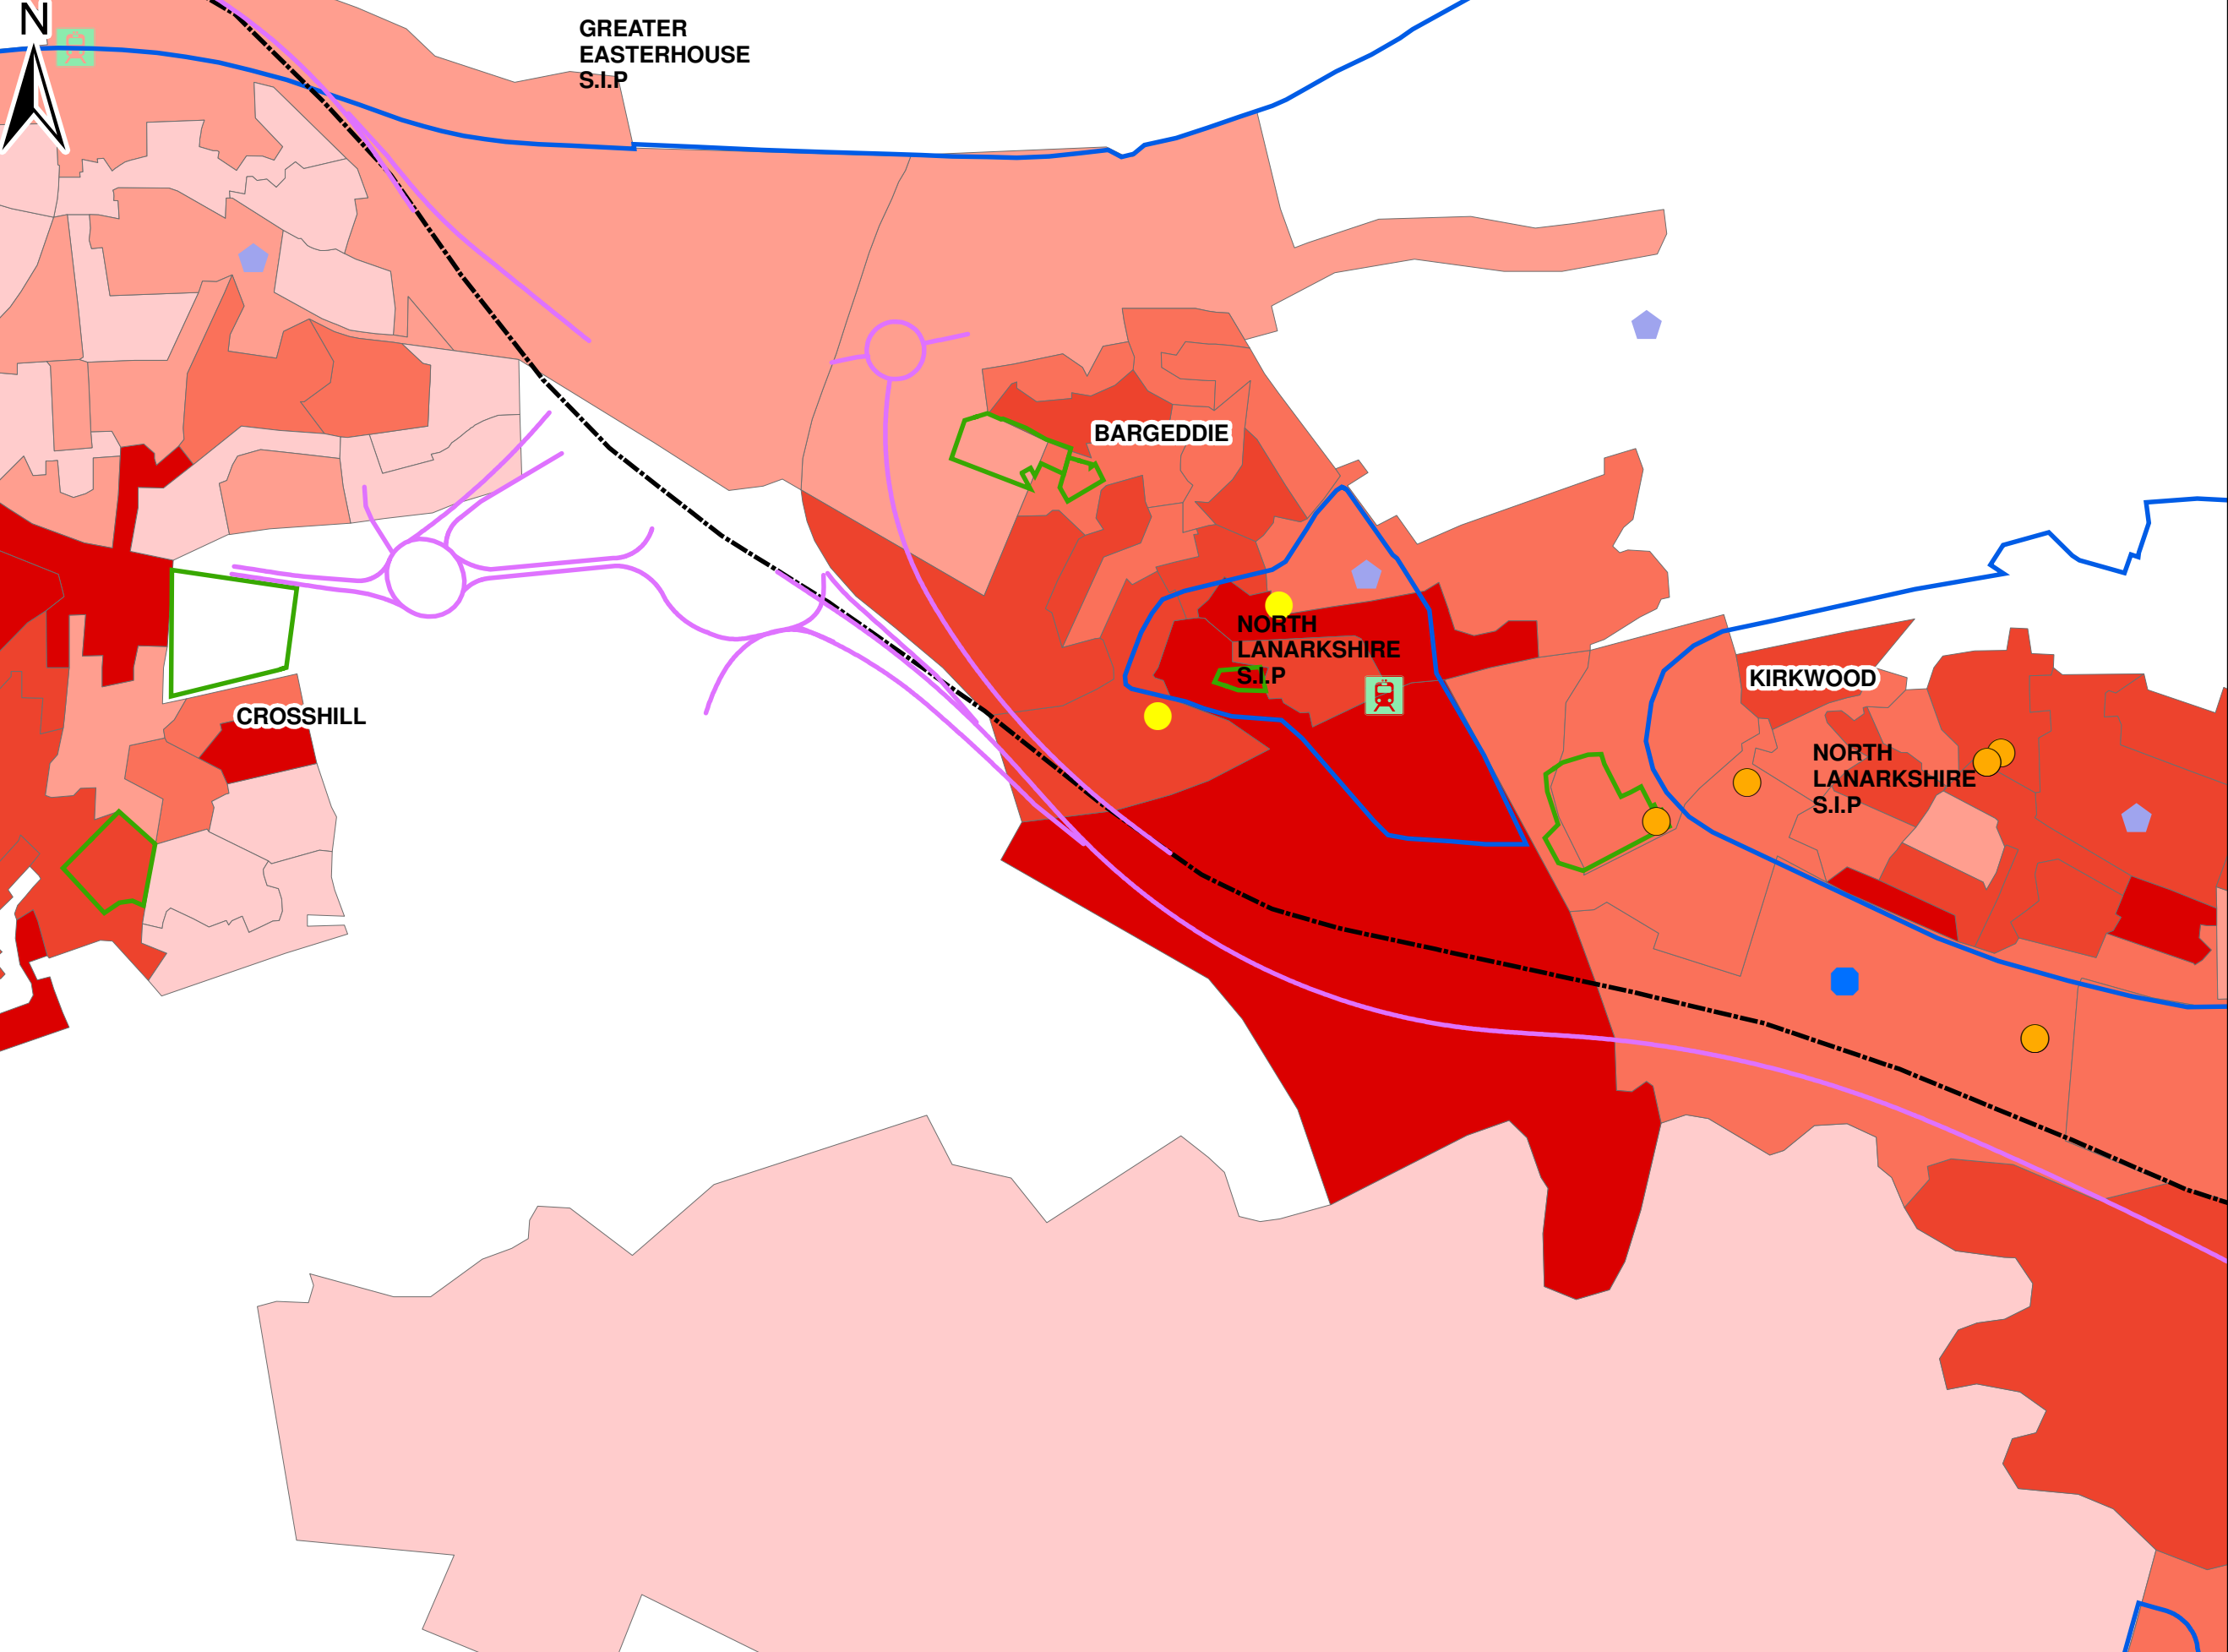 N
GREATER
EASTERHOUSE
S.I.P
BARGEDDIE
NORTH
LANARKSHIRE
S.I.P
KIRKWOOD
CROSSHILL
NORTH
LANARKSHIRE
S.I.P